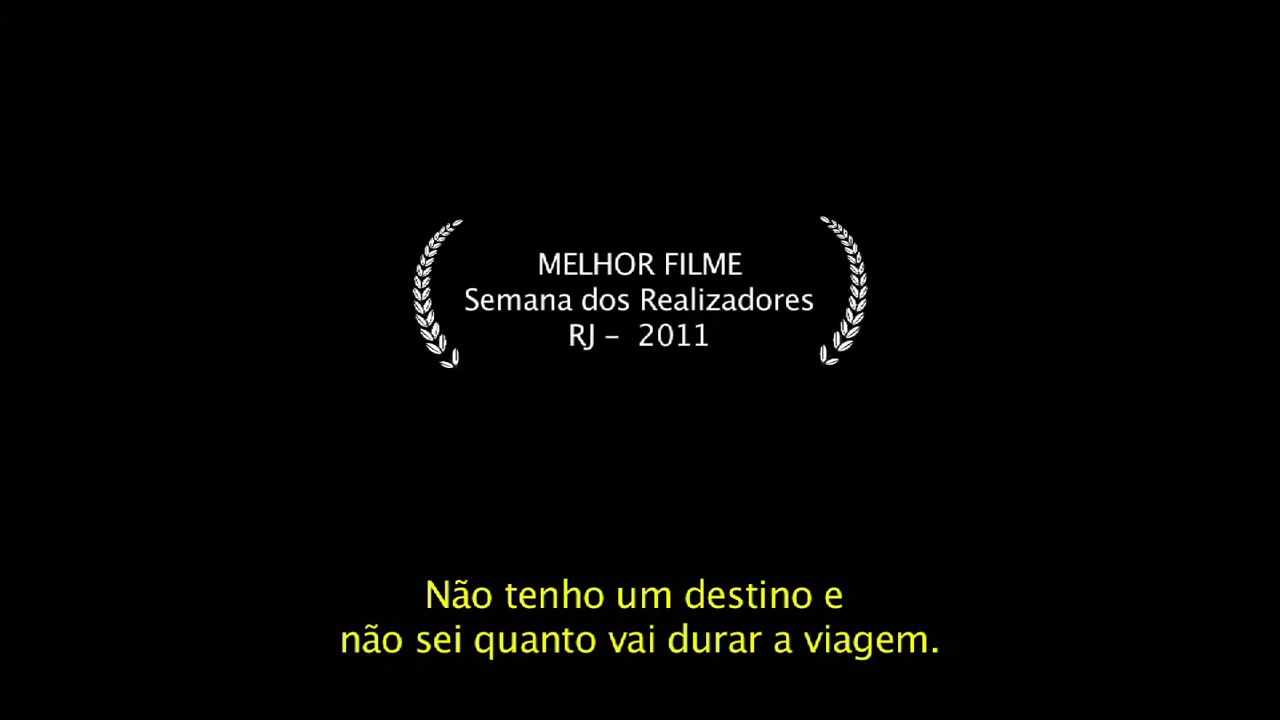 MELHOR FILME
Semana dos Realizadores
RJ - 2011
Não tenho um destino e
não sei quanto vai durar a viagem.